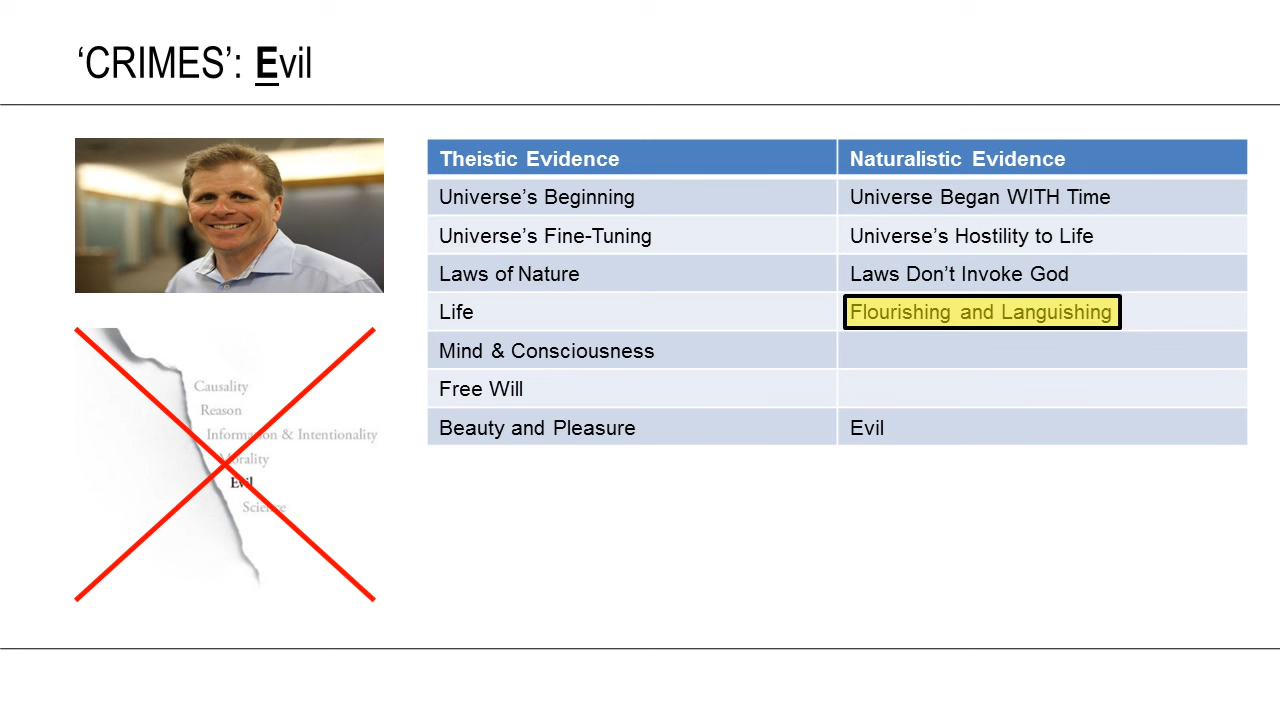 ‘CRIMES’: Evil
Theistic Evidence Naturalistic Evidence
Universe’s Beginning Universe Began WITH Time
Universe’s Fine-Tuning Universe’s Hostility to Life
Laws of Nature Laws Don’t Invoke God
Life Flourishing and Languishing
Mind & Consciousness
Free Will
Beauty and Pleasure Evil
Causality
Reason
Information & Intentionality
Morality
Evil
Science